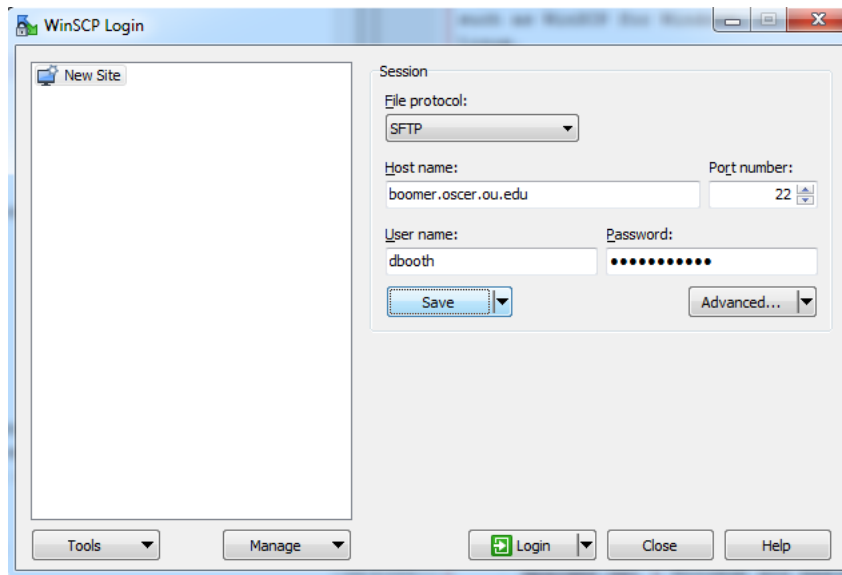 WinSCP Login
New Site
Session
File protocol:
SFTP
Host name:
Port number:
boomer.oscer.ou.edu
22
User name:
Password:
dbooth
•••••••••••
Save
Advanced...
Tools
Manage
Login
Close
Help